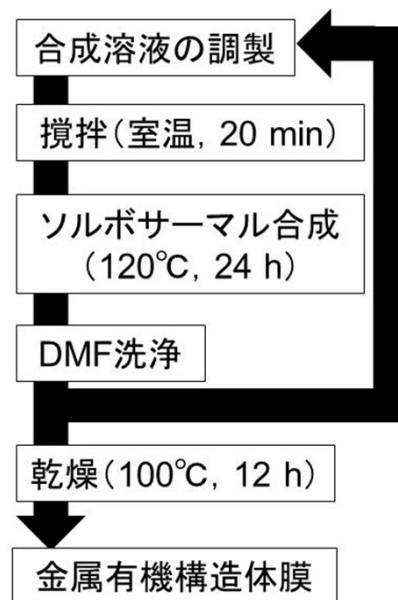 合成溶液の調製
撹拌（室温，20 min）
ソルボサーマル合成
（120℃，24 h）
DMF洗浄
乾燥（100℃，12 h）
金属有機構造体膜